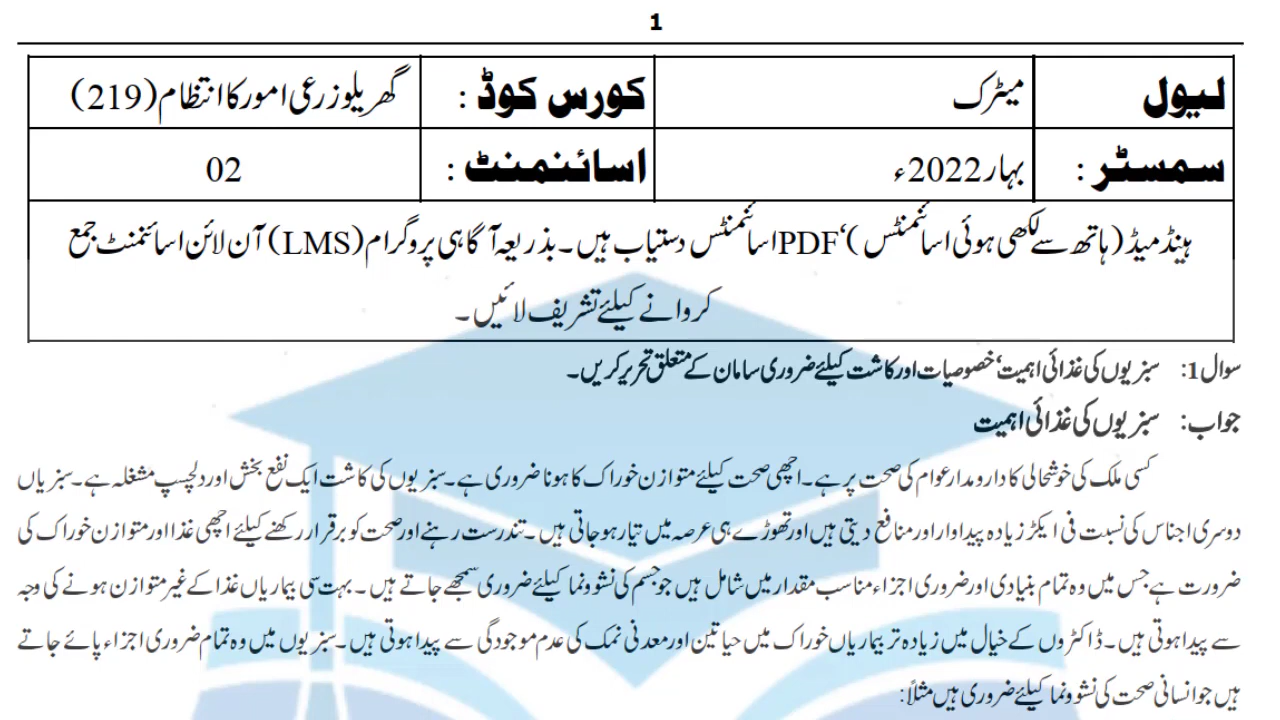 1
لیول میٹرک کورس کوڈ : گھریلو زرعی امور کا انتظام (219)
سمسٹر : بہار 2022ء اسائنمنٹ : 02
ہینڈ میڈ (ہاتھ سے لکھی ہوئی اسائنمنٹس)‘ PDF اسائنمنٹس دستیاب ہیں۔ بذریعہ آگاہی پروگرام (LMS) آن لائن اسائنمنٹ جمع
کروانے کیلئے تشریف لائیں۔
سوال 1: سبزیوں کی غذائی اہمیت‘ خصوصیات اور کاشت کیلئے ضروری سامان کے متعلق تحریر کریں۔
جواب: سبزیوں کی غذائی اہمیت
کسی ملک کی خوشحالی کا دارومدار عوام کی صحت پر ہے۔ اچھی صحت کیلئے متوازن خوراک کا ہونا ضروری ہے۔ سبزیوں کی کاشت ایک نفع بخش اور دلچسپ مشغلہ ہے۔ سبزیاں
دوسری اجناس کی نسبت فی ایکڑ زیادہ پیداوار اور منافع دیتی ہیں اور تھوڑے ہی عرصہ میں تیار ہو جاتی ہیں۔ تندرست رہنے اور صحت کو برقرار رکھنے کیلئے اچھی غذا اور متوازن خوراک کی
ضرورت ہے جس میں وہ تمام بنیادی اور ضروری اجزاء مناسب مقدار میں شامل ہیں جو جسم کی نشوونما کیلئے ضروری سمجھے جاتے ہیں۔ بہت سی بیماریاں غذا کے غیر متوازن ہونے کی وجہ
سے پیدا ہوتی ہیں۔ ڈاکٹروں کے خیال میں زیادہ تر بیماریاں خوراک میں حیاتین اور معدنی نمک کی عدم موجودگی سے پیدا ہوتی ہیں۔ سبزیوں میں وہ تمام ضروری اجزاء پائے جاتے
ہیں جو انسانی صحت کی نشوونما کیلئے ضروری ہیں مثلاً: